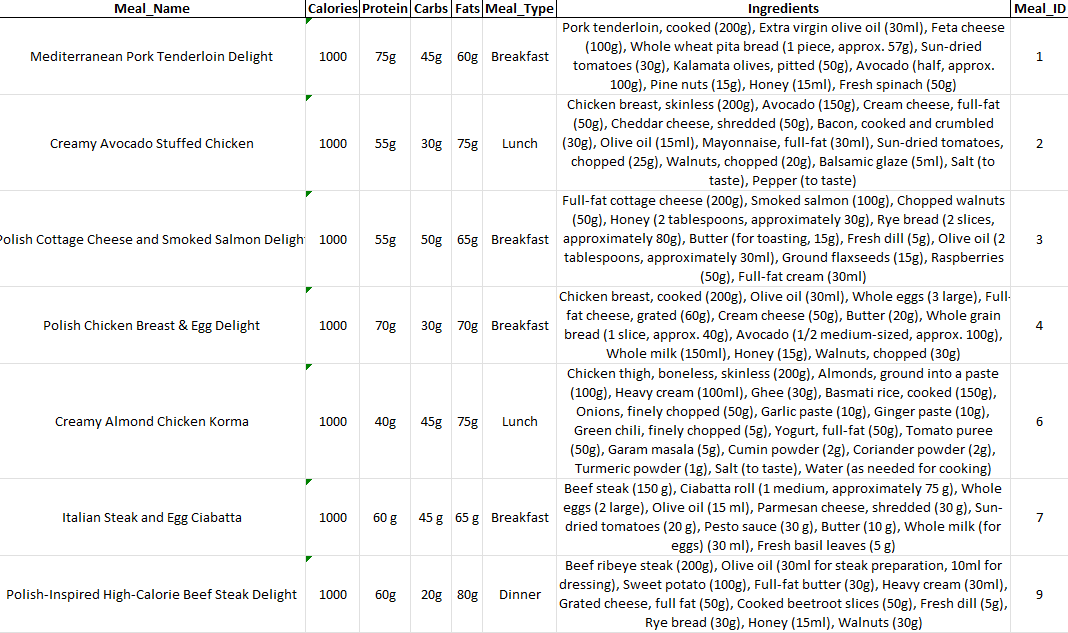 Meal_Name Calories Protein Carbs Fats Meal_Type Ingredients Meal_ID
Mediterranean Pork Tenderloin Delight 1000 75g 45g 60g Breakfast Pork tenderloin, cooked (200g), Extra virgin olive oil (30ml), Feta cheese
(100g), Whole wheat pita bread (1 piece, approx. 57g), Sun-dried
tomatoes (30g), Kalamata olives, pitted (50g), Avocado (half, approx.
100g), Pine nuts (15g), Honey (15ml), Fresh spinach (50g) 1
Creamy Avocado Stuffed Chicken 1000 55g 30g 75g Lunch Chicken breast, skinless (200g), Avocado (150g), Cream cheese, full-fat
(50g), Cheddar cheese, shredded (50g), Bacon, cooked and crumbled
(30g), Olive oil (15ml), Mayonnaise, full-fat (30ml), Sun-dried tomatoes,
chopped (25g), Walnuts, chopped (20g), Balsamic glaze (5ml), Salt (to
taste), Pepper (to taste) 2
Polish Cottage Cheese and Smoked Salmon Deligh 1000 55g 50g 65g Breakfast Full-fat cottage cheese (200g), Smoked salmon (100g), Chopped walnuts
(50g), Honey (2 tablespoons, approximately 30g), Rye bread (2 slices,
approximately 80g), Butter (for toasting, 15g), Fresh dill (5g), Olive oil (2
tablespoons, approximately 30ml), Ground flaxseeds (15g), Raspberries
(50g), Full-fat cream (30ml) 3
Polish Chicken Breast & Egg Delight 1000 70g 30g 70g Breakfast Chicken breast, cooked (200g), Olive oil (30ml), Whole eggs (3 large), Full-
fat cheese, grated (60g), Cream cheese (50g), Butter (20g), Whole grain
bread (1 slice, approx. 40g), Avocado (1/2 medium-sized, approx. 100g),
Whole milk (150ml), Honey (15g), Walnuts, chopped (30g) 4
Creamy Almond Chicken Korma 1000 40g 45g 75g Lunch Chicken thigh, boneless, skinless (200g), Almonds, ground into a paste
(100g), Heavy cream (100ml), Ghee (30g), Basmati rice, cooked (150g),
Onions, finely chopped (50g), Garlic paste (10g), Ginger paste (10g),
Green chili, finely chopped (5g), Yogurt, full-fat (50g), Tomato puree
(50g), Garam masala (5g), Cumin powder (2g), Coriander powder (2g),
Turmeric powder (1g), Salt (to taste), Water (as needed for cooking) 6
Italian Steak and Egg Ciabatta 1000 60 g 45 g 65 g Breakfast Beef steak (150 g), Ciabatta roll (1 medium, approximately 75 g), Whole
eggs (2 large), Olive oil (15 ml), Parmesan cheese, shredded (30 g), Sun-
dried tomatoes (20 g), Pesto sauce (30 g), Butter (10 g), Whole milk (for
eggs) (30 ml), Fresh basil leaves (5 g) 7
Polish-Inspired High-Calorie Beef Steak Delight 1000 60g 20g 80g Dinner Beef ribeye steak (200g), Olive oil (30ml for steak preparation, 10ml for
dressing), Sweet potato (100g), Full-fat butter (30g), Heavy cream (30ml),
Grated cheese, full fat (50g), Cooked beetroot slices (50g), Fresh dill (5g),
Rye bread (30g), Honey (15ml), Walnuts (30g) 9